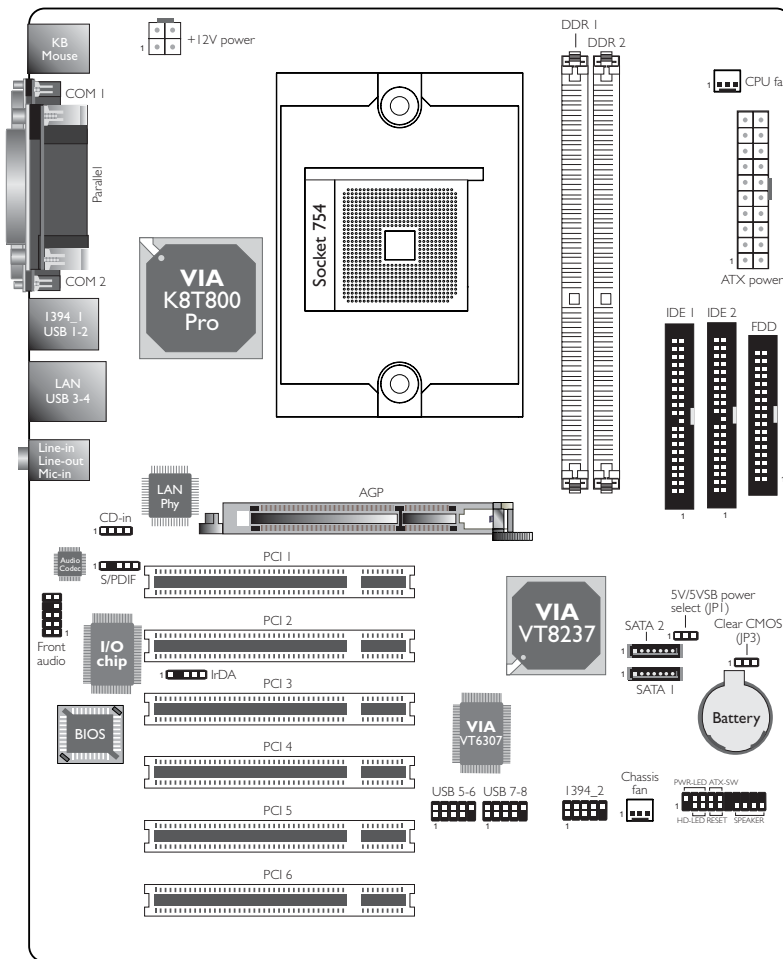 KB
Mouse
1
+12V power
DDR 1
DDR 2
1
CPU fa
COM 1
Parallel
COM 2
Socket 754
VIA
K8T800
Pro
1
ATX power
1394_1
USB 1-2
IDE 1
IDE 2
FDD
LAN
USB 3-4
Line-in
Line-out
Mic-in
LAN
Phy
AGP
1
1
CD-in
1
Audio
Codec
1
S/PDIF
PCI 1
5V/5VSB power
select (JP1)
1
Clear CMOS
(JP3)
1
VIA
VT8237
SATA 2
1
1
SATA 1
Front
audio
1
I/O
chip
PCI 2
1
IrDA
PCI 3
BIOS
VIA
VT6307
Battery
PCI 4
USB 5-6
1
USB 7-8
1
1394_2
1
Chassis
fan
1
PWR-LED
ATX-SW
1
HD-LED
RESET
SPEAKER
PCI 5
PCI 6